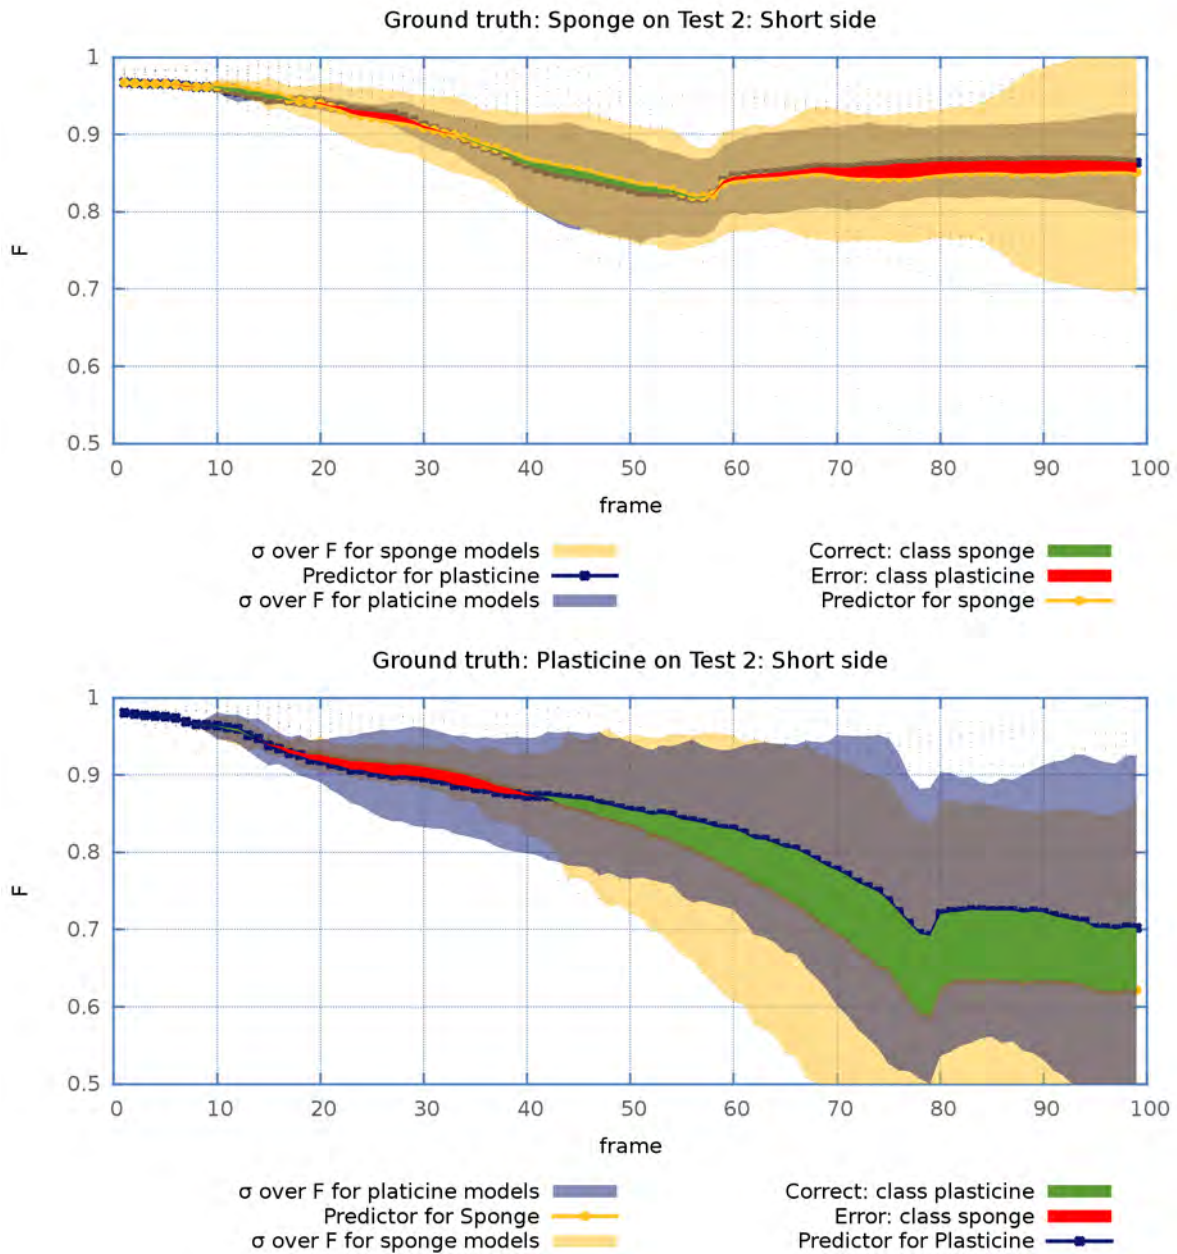 Ground truth: Sponge on Test 2: Short side
1
0.9
0.8
0.7
0.6
0.5
F
0 10 20 30 40 50 60 70 80 90 100
frame
σ over F for sponge models
Predictor for plasticine
σ over F for platicine models
Correct: class sponge
Error: class plasticine
Predictor for sponge
Ground truth: Plasticine on Test 2: Short side
1
0.9
0.8
0.7
0.6
0.5
F
0 10 20 30 40 50 60 70 80 90 100
frame
σ over F for platicine models
Predictor for Sponge
σ over F for sponge models
Correct: class plasticine
Error: class sponge
Predictor for Plasticine